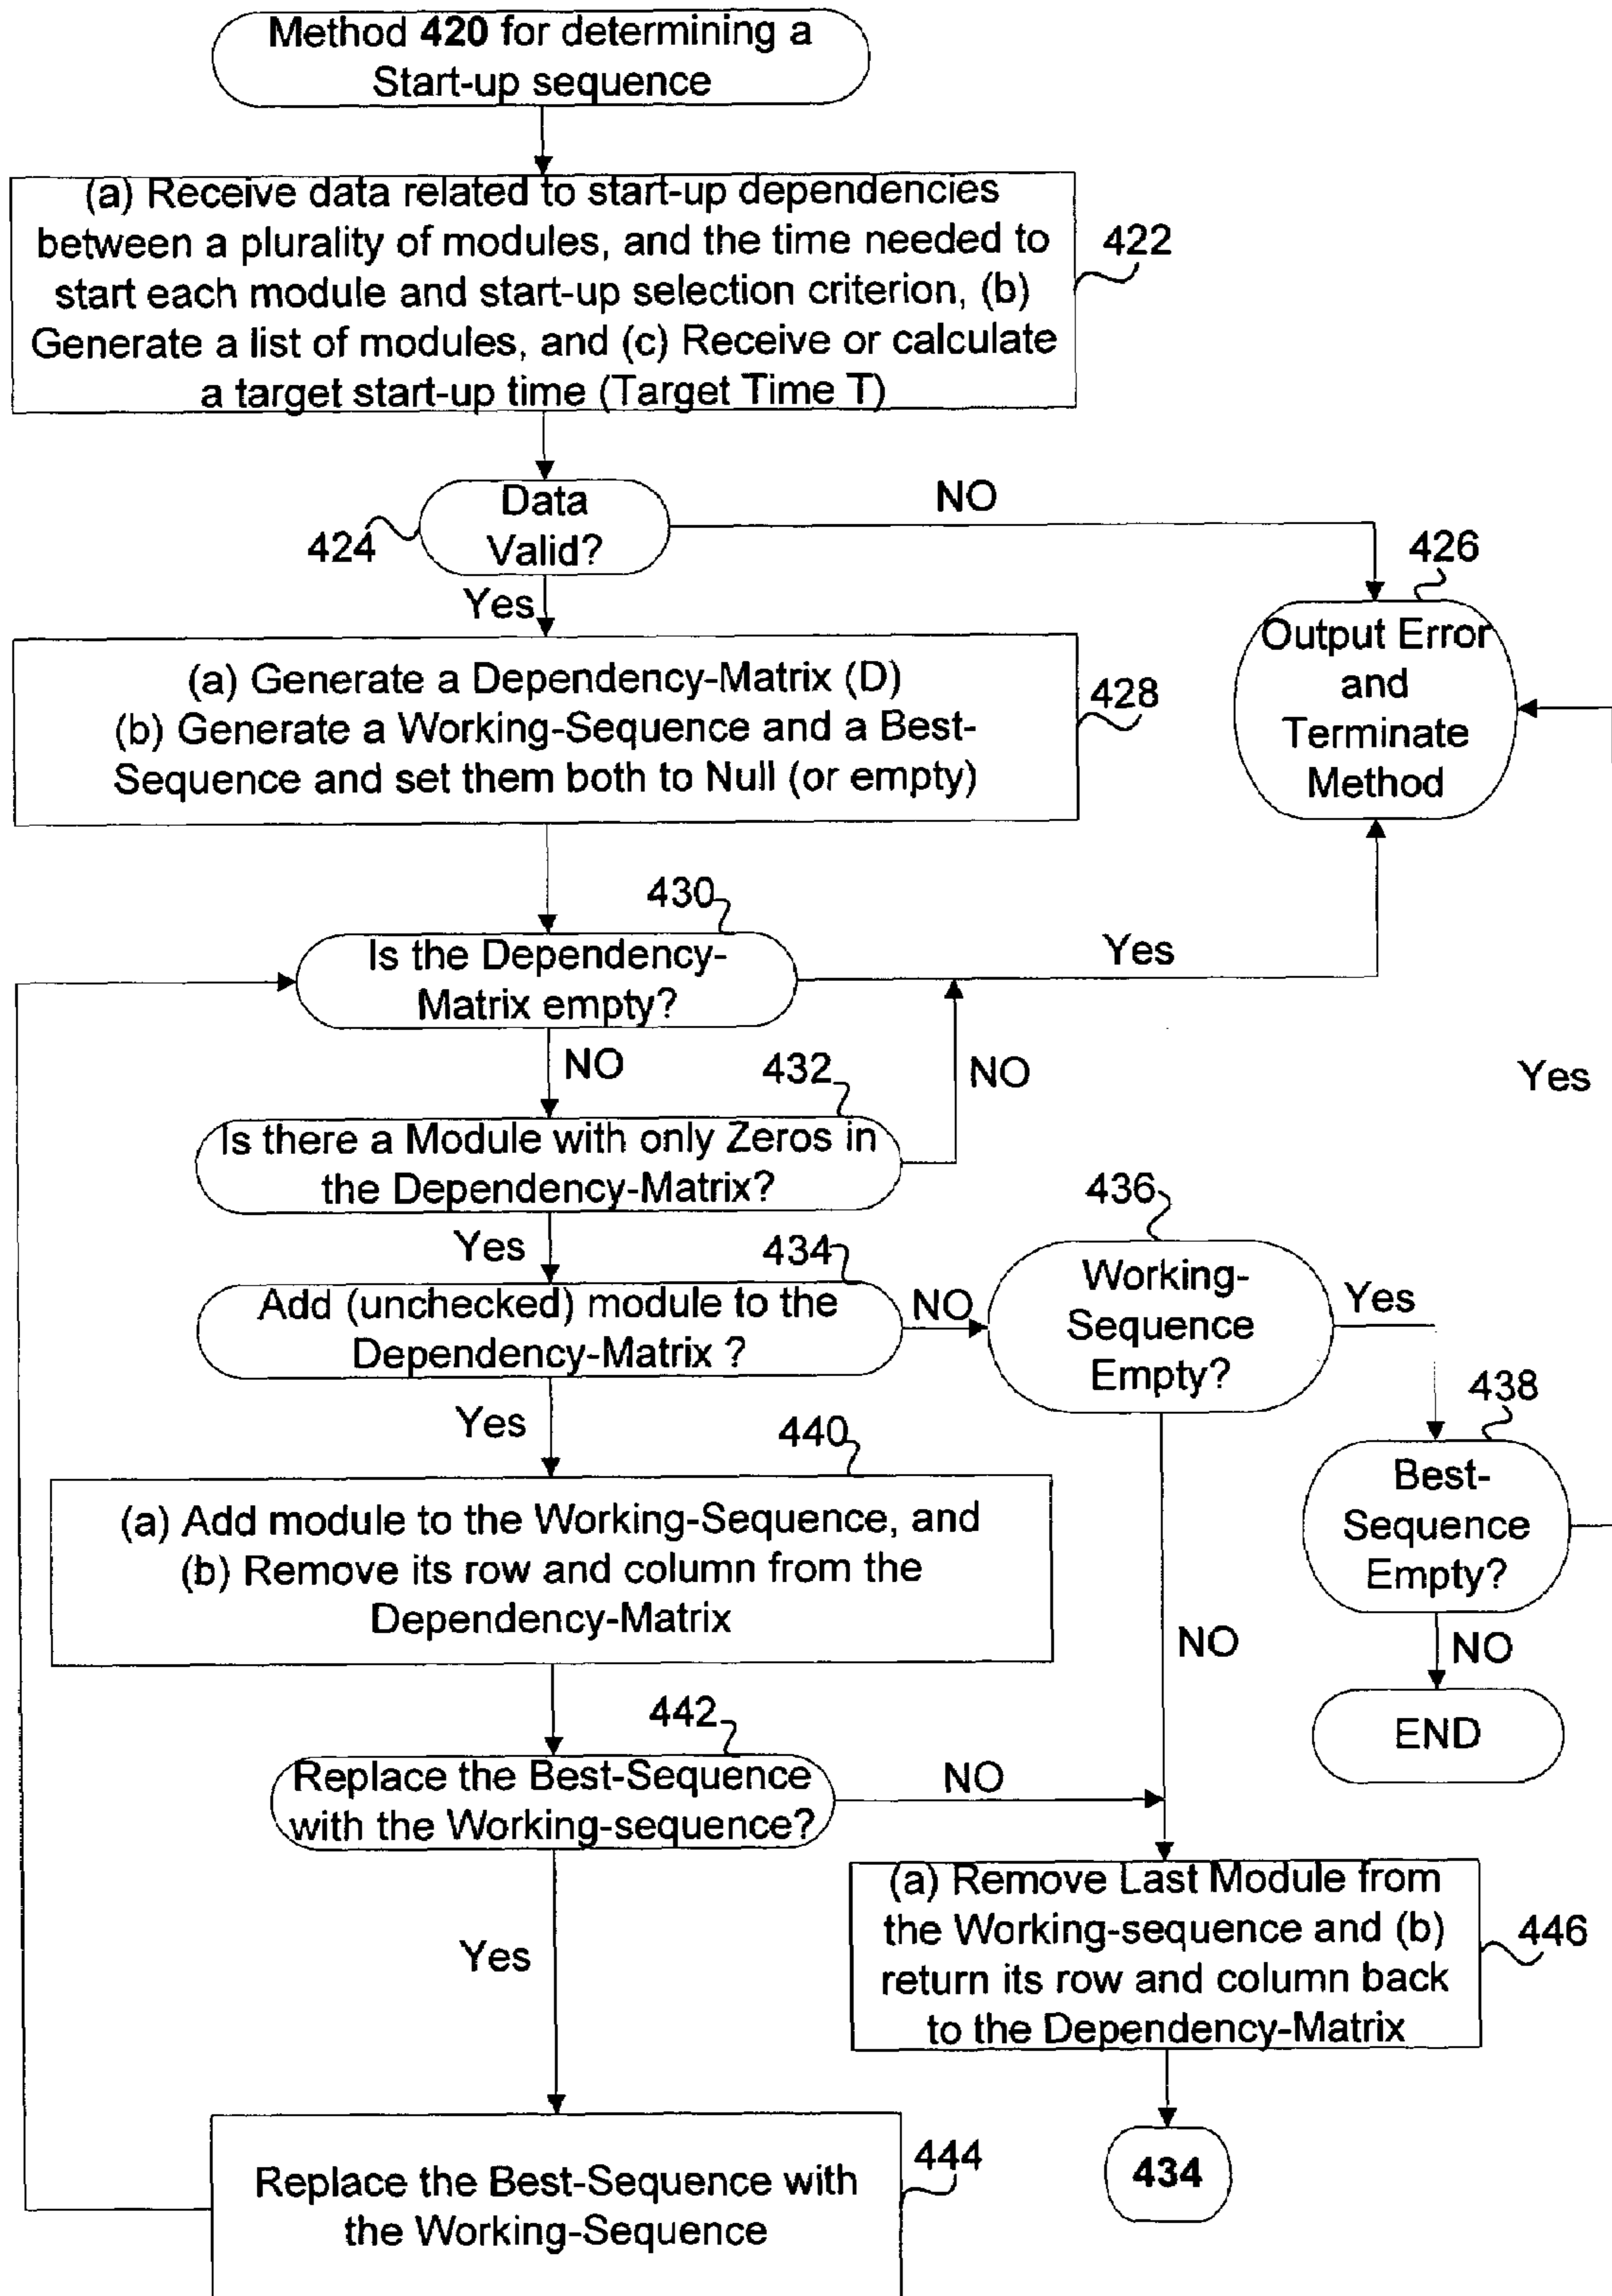 Method 420 for determining a
Start-up sequence
(a) Receive data related to start-up dependencies
between a plurality of modules, and the time needed to
start each module and start-up selection criterion, (b)
Generate a list of modules, and (c) Receive or calculate
a target start-up time (Target Time T)
422
Data
Valid?
424
NO
Yes
426
Output Error
and
Terminate
Method
(a) Generate a Dependency-Matrix (D)
(b) Generate a Working-Sequence and a Best-
Sequence and set them both to Null (or empty)
428
430
Is the Dependency-
Matrix empty?
Yes
NO
432
NO
Yes
Is there a Module with only Zeros in
the Dependency-Matrix?
Yes
434
Add (unchecked) module to the
Dependency-Matrix ?
NO
436
Working-
Sequence
Empty?
Yes
438
Best-
Sequence
Empty?
NO
END
Yes
440
(a) Add module to the Working-Sequence, and
(b) Remove its row and column from the
Dependency-Matrix
NO
442
Replace the Best-Sequence
with the Working-sequence?
NO
Yes
(a) Remove Last Module from
the Working-sequence and (b)
return its row and column back
to the Dependency-Matrix
446
434
444
Replace the Best-Sequence with
the Working-Sequence